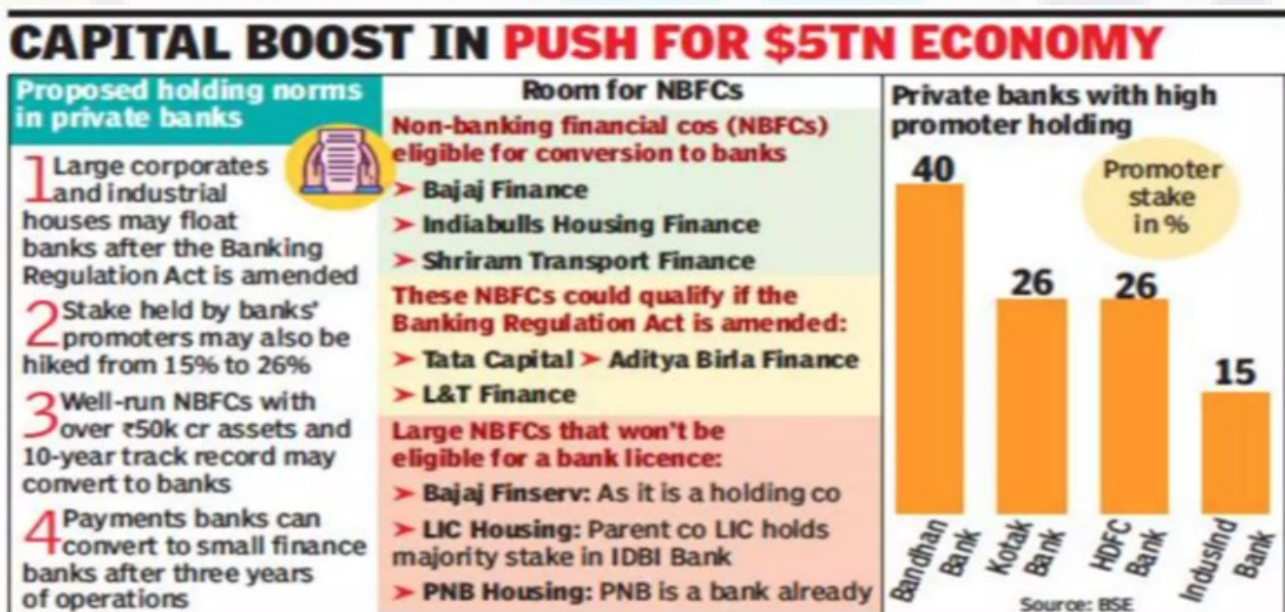 CAPITAL BOOST IN PUSH FOR $5TN ECONOMY
Proposed holding norms
in private banks
1 Large corporates
and industrial
houses may float
banks after the Banking
Regulation Act is amended
2 Stake held by banks'
promoters may also be
hiked from 15% to 26%
3 Well-run NBFCs with
over ₹50k cr assets and
10-year track record may
convert to banks
4 Payments banks can
convert to small finance
banks after three years
of operations
Room for NBFCs
Non-banking financial cos (NBFCs)
eligible for conversion to banks
➤ Bajaj Finance
➤ Indiabulls Housing Finance
➤ Shriram Transport Finance
These NBFCs could qualify if the
Banking Regulation Act is amended:
➤ Tata Capital ➤ Aditya Birla Finance
➤ L&T Finance
Large NBFCs that won't be
eligible for a bank licence:
➤ Bajaj Finserv: As it is a holding co
➤ LIC Housing: Parent co LIC holds
majority stake in IDBI Bank
➤ PNB Housing: PNB is a bank already
Private banks with high
promoter holding
Promoter
stake
in %
40
26
26
15
Bandhan
Bank
Kotak
Bank
HDFC
Bank
IndusInd
Bank
Source: BSE